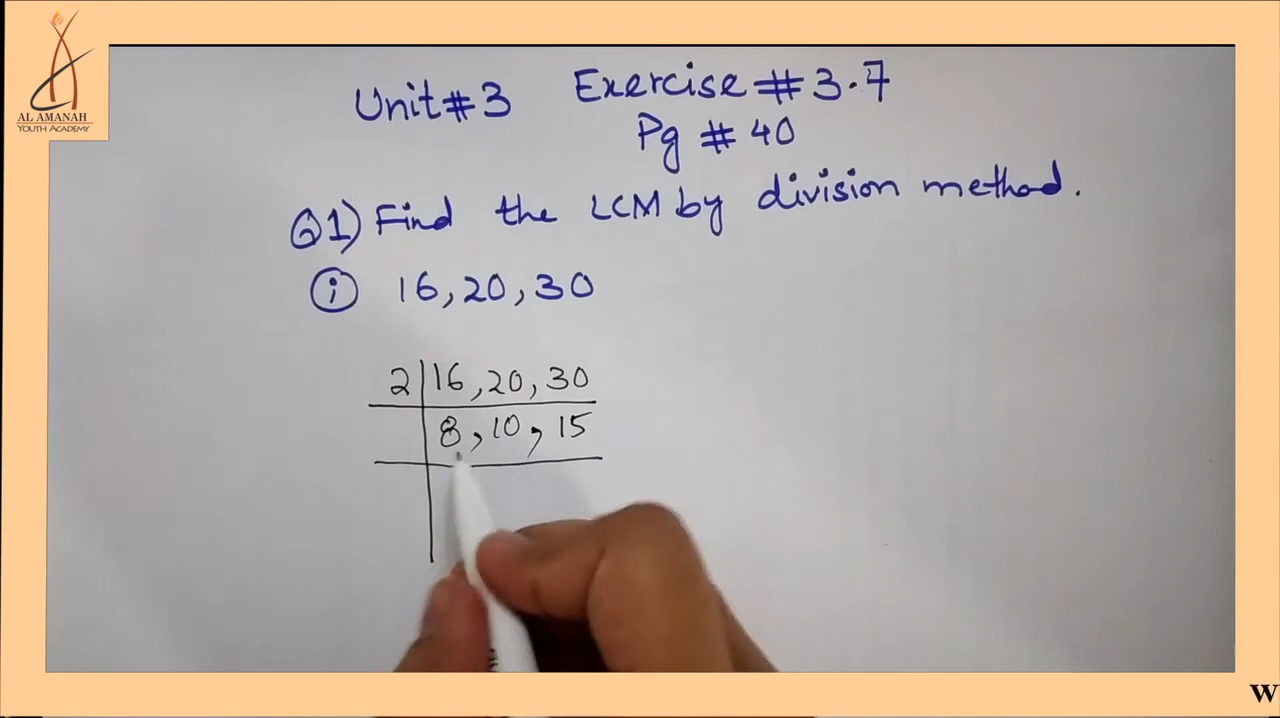 AL AMANAH
YOUTH ACADEMY
Unit#3 Exercise #3.7
Pg # 40
Q1) Find the LCM by division method.
i 16,20,30
2 16,20,30
8,10,15
W